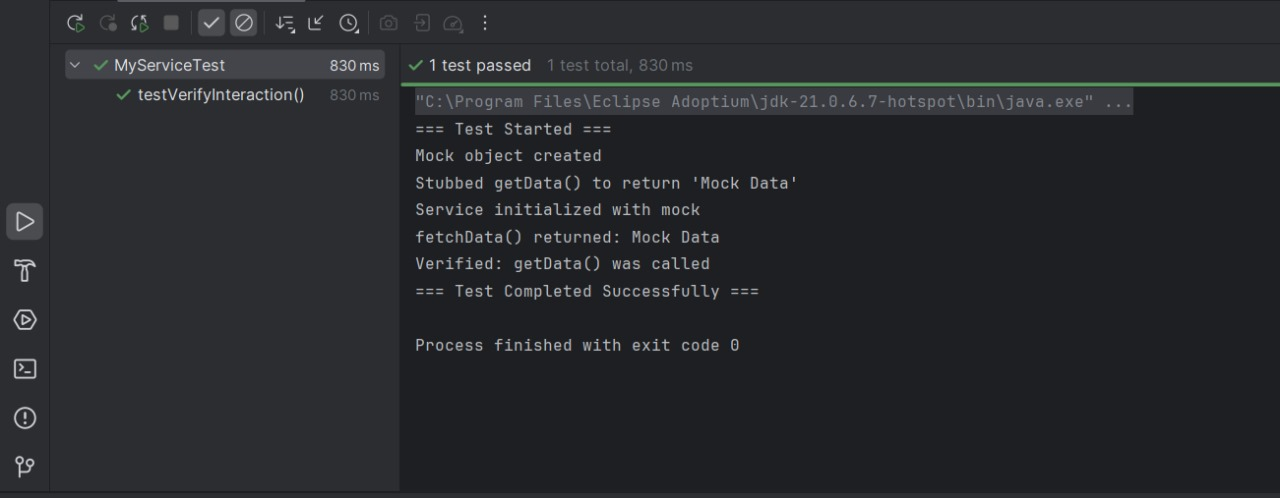 MyServiceTest 830 ms
testVerifyInteraction() 830 ms
1 test passed 1 test total, 830 ms
"C:\Program Files\Eclipse Adoptium\jdk-21.0.6.7-hotspot\bin\java.exe" ...
=== Test Started ===
Mock object created
Stubbed getData() to return 'Mock Data'
Service initialized with mock
fetchData() returned: Mock Data
Verified: getData() was called
=== Test Completed Successfully ===
Process finished with exit code 0